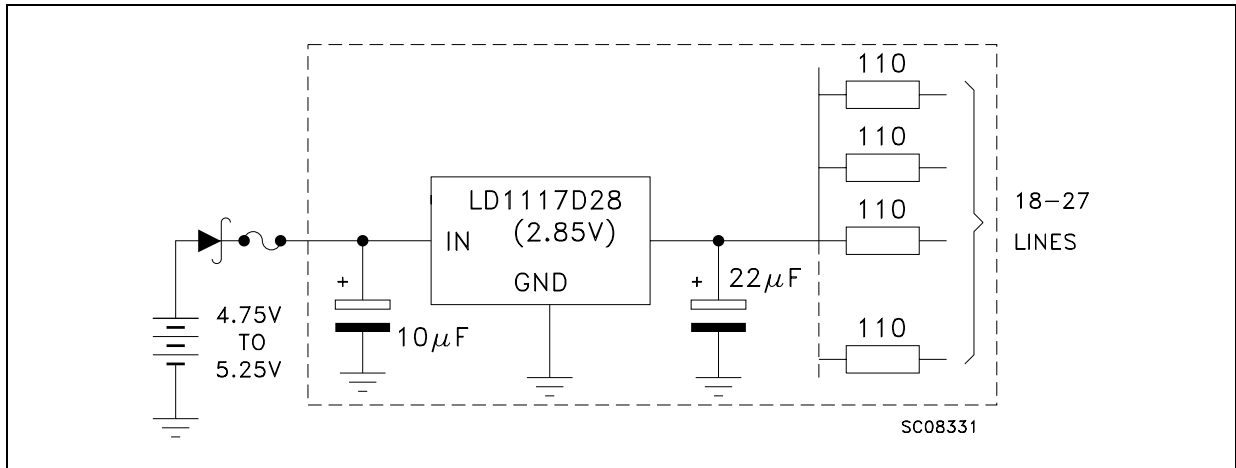 110
110
LD1117D28
(2.85V)
IN
GND
110
18-27
LINES
+
10μF
+
22μF
4.75V
TO
5.25V
110
SC08331